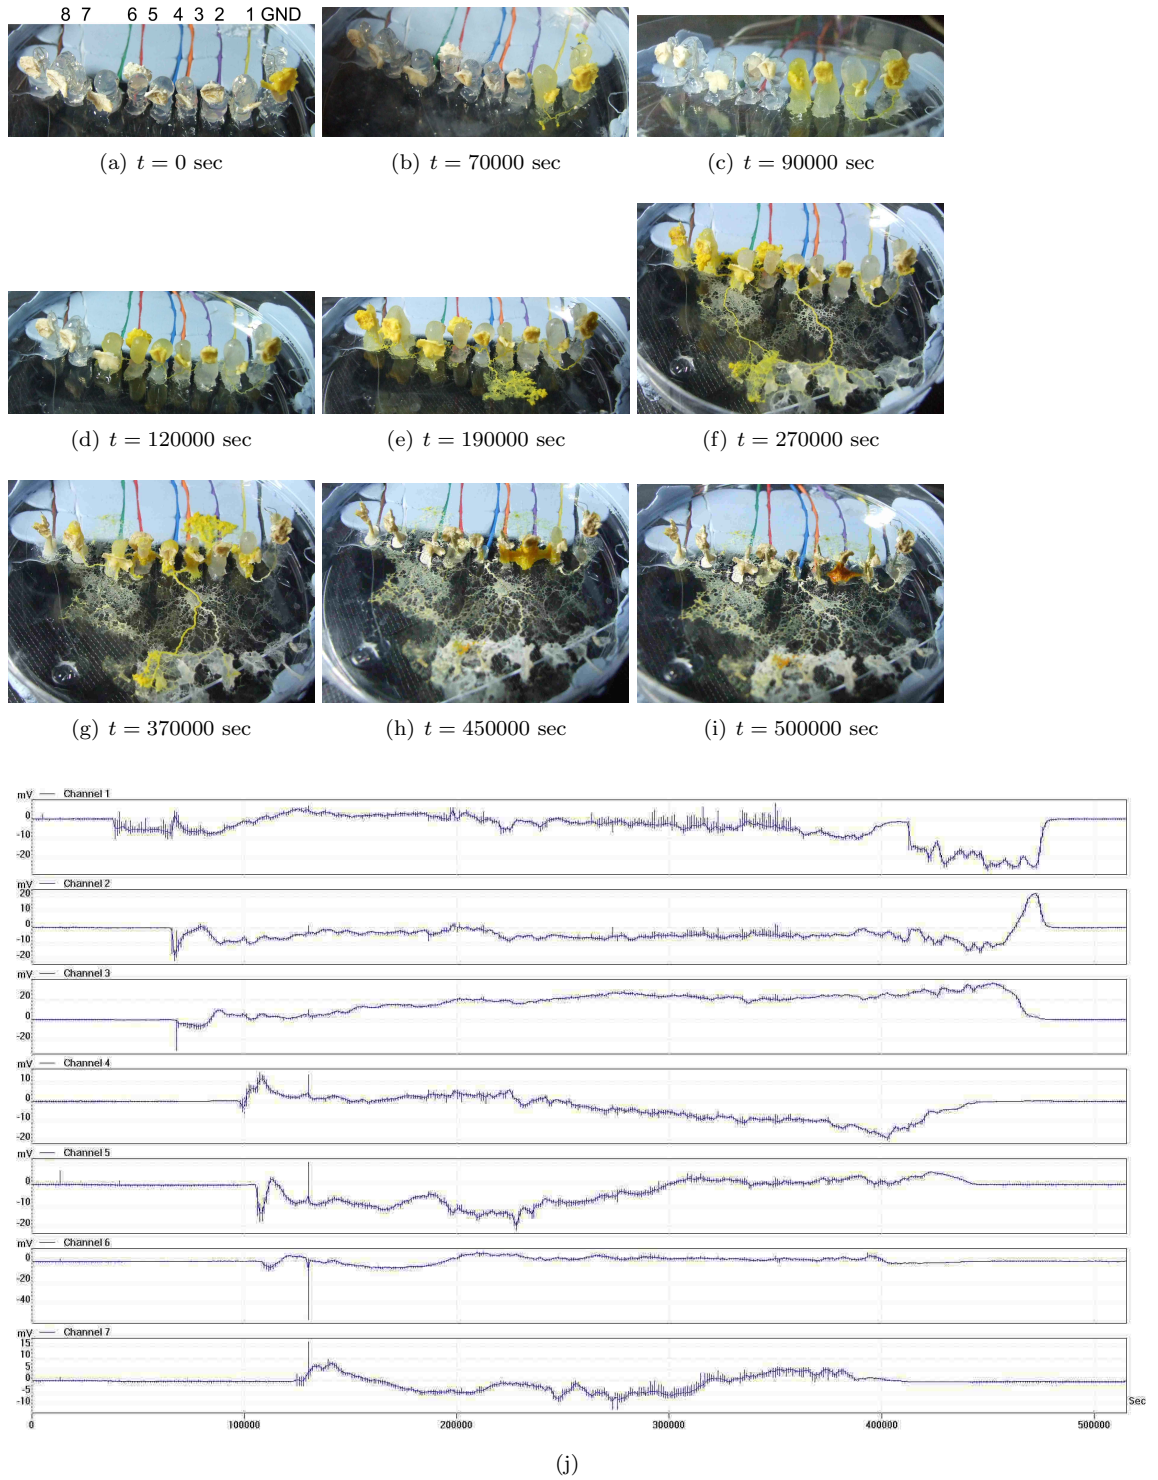 8 7 6 5 4 3 2 1 GND
(a) t = 0 sec
(b) t = 70000 sec
(c) t = 90000 sec
(d) t = 120000 sec
(e) t = 190000 sec
(f) t = 270000 sec
(g) t = 370000 sec
(h) t = 450000 sec
(i) t = 500000 sec
mV Channel 1
0
-10
-20
mV Channel 2
20
10
0
-10
-20
mV Channel 3
20
0
-20
mV Channel 4
10
0
-10
-20
mV Channel 5
0
-10
-20
mV Channel 6
0
-20
-40
mV Channel 7
15
10
5
0
-5
-10
Sec
0 100000 200000 300000 400000 500000
(j)